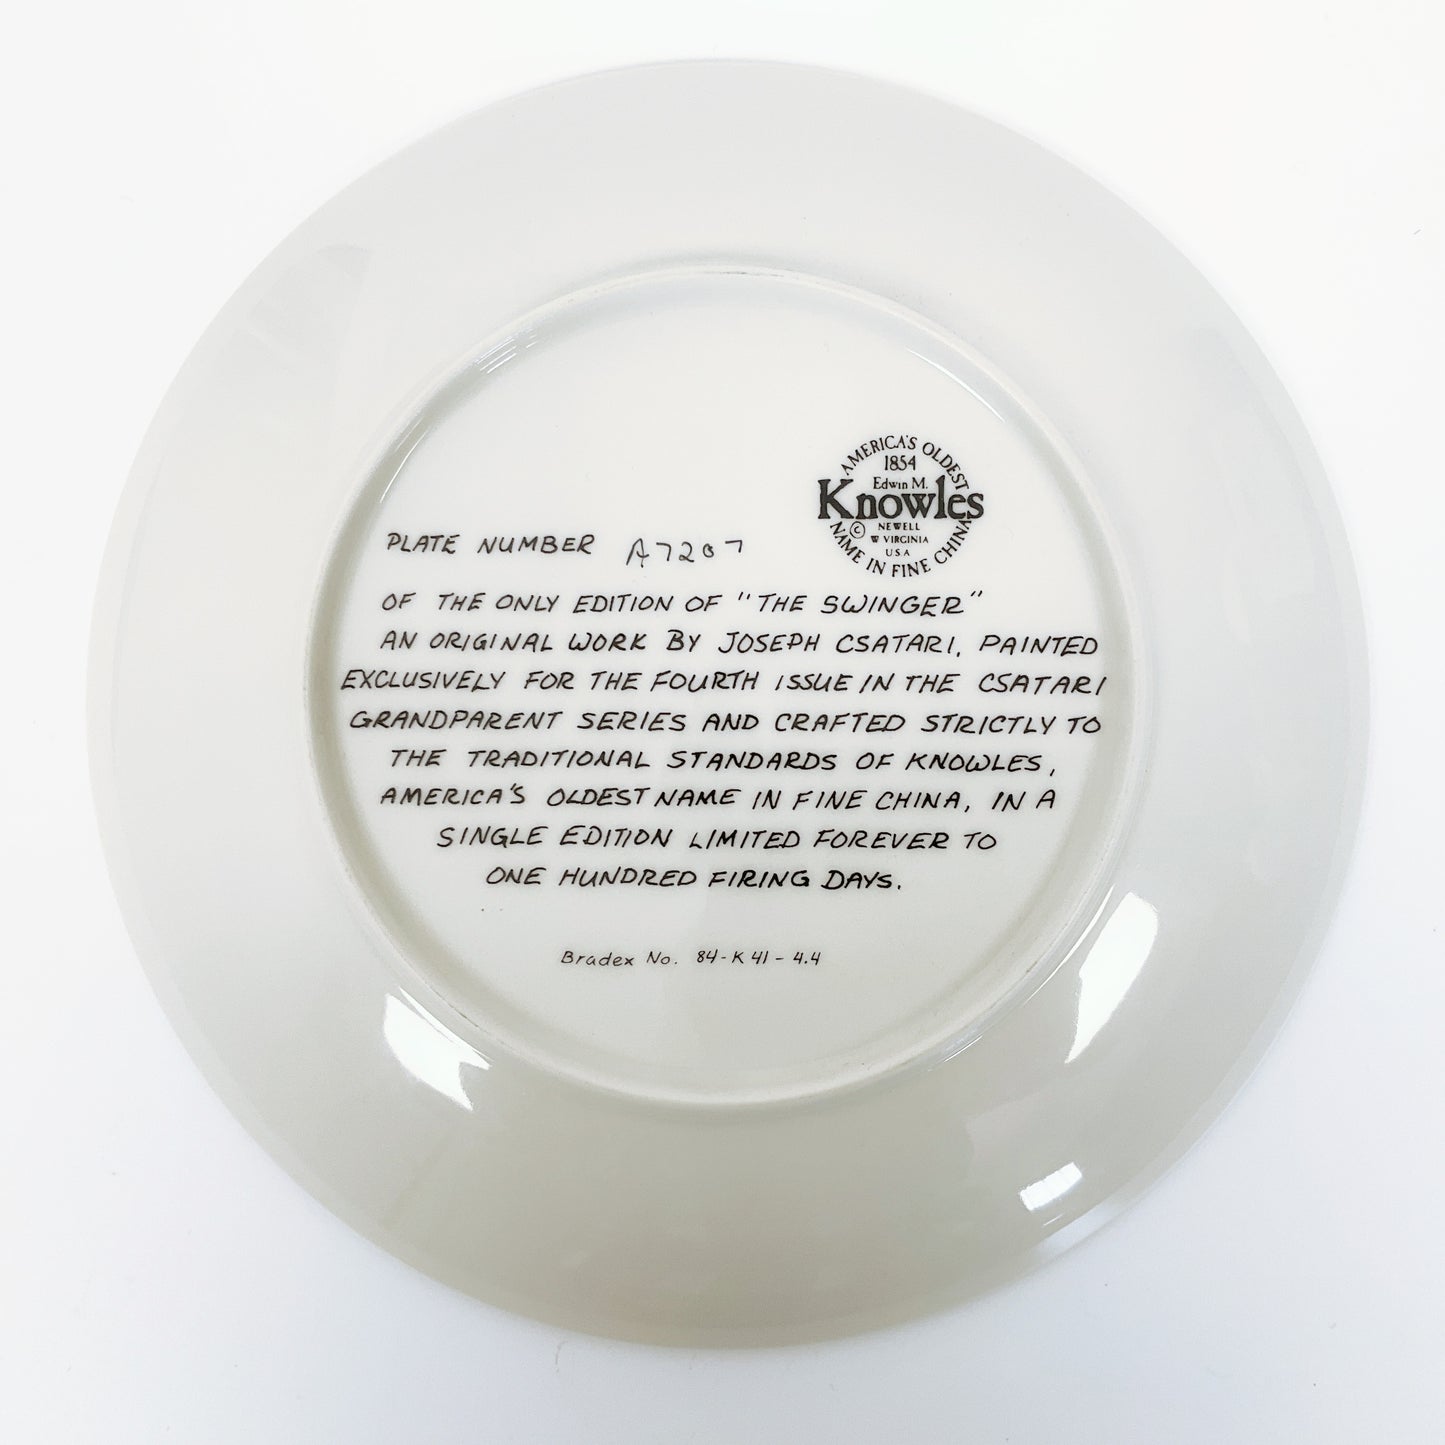 AMERICA'S OLDEST
1854
Edwin M.
Knowles
©
NEWELL
W VIRGINIA
USA
NAME IN FINE CHINA
PLATE NUMBER A7207
OF THE ONLY EDITION OF "THE SWINGER"
AN ORIGINAL WORK BY JOSEPH CSATARI, PAINTED
EXCLUSIVELY FOR THE FOURTH ISSUE IN THE CSATARI
GRANDPARENT SERIES AND CRAFTED STRICTLY TO
THE TRADITIONAL STANDARDS OF KNOWLES,
AMERICA'S OLDEST NAME IN FINE CHINA, IN A
SINGLE EDITION LIMITED FOREVER TO
ONE HUNDRED FIRING DAYS.
Bradex No. 84-K41-4.4